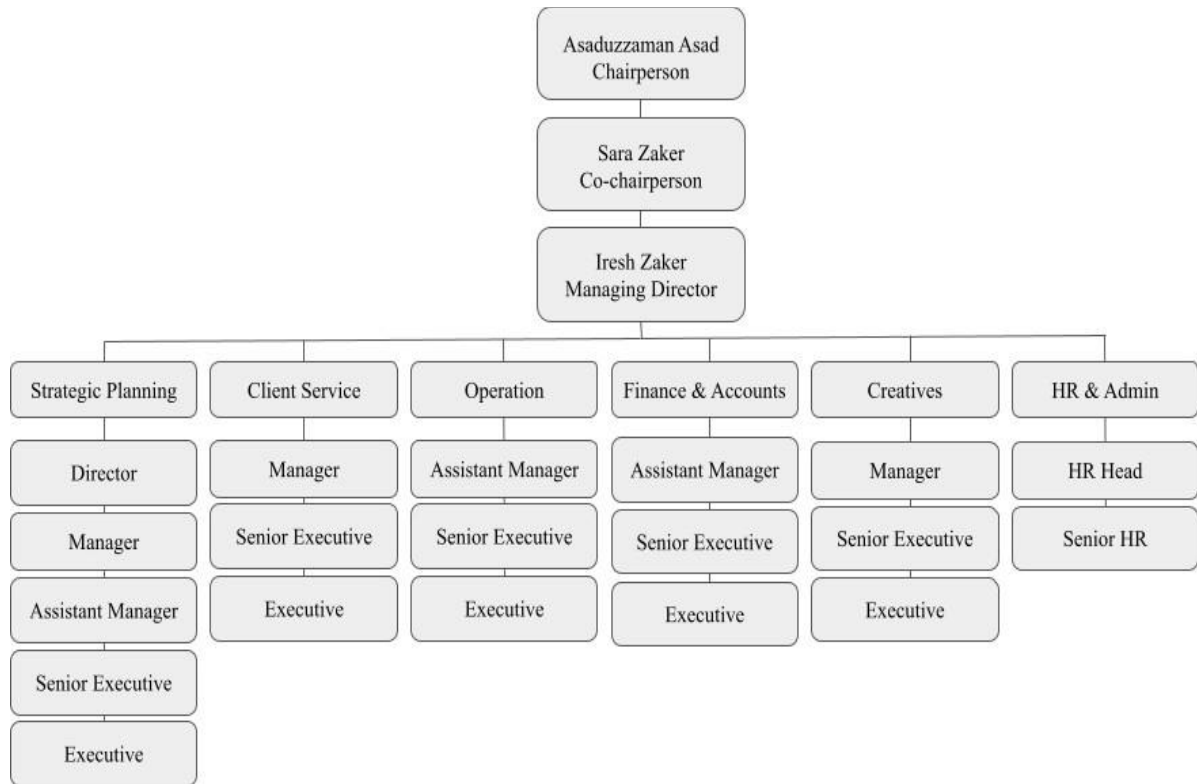 Asaduzzaman Asad
Chairperson
Sara Zaker
Co-chairperson
Iresh Zaker
Managing Director
Strategic Planning
Client Service
Operation
Finance & Accounts
Creatives
HR & Admin
Director
Manager
Assistant Manager
Assistant Manager
Manager
HR Head
Manager
Senior Executive
Senior Executive
Senior Executive
Senior Executive
Senior HR
Assistant Manager
Executive
Executive
Executive
Executive
Senior Executive
Executive